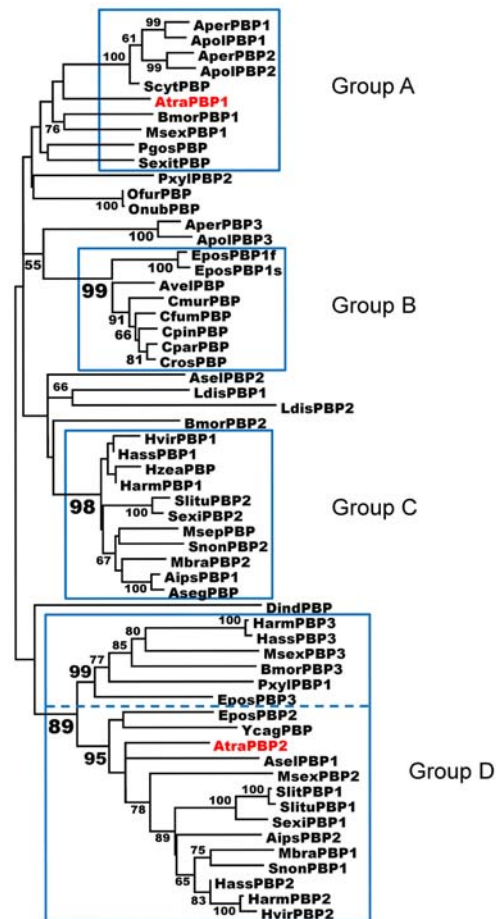 99
AperPBP1
ApolPBP1
61
AperPBP2
100
99
ApolPBP2
ScytPBP
Group A
AtraPBP1
BmorPBP1
76
MsexPBP1
PgosPBP
SexitPBP
PxylPBP2
OfurPBP
100
OnubPBP
AperPBP3
100
ApolPBP3
55
EposPBP1f
100
EposPBP1s
99
AvelPBP
CmurPBP
Group B
91
CfumPBP
66
CpinPBP
CparPBP
81
CrosPBP
AselPBP2
66
LdisPBP1
LdisPBP2
BmorPBP2
HvirPBP1
HassPBP1
HzeaPBP
HarmPBP1
98
SlituPBP2
100
SexiPBP2
Group C
MsepPBP
67
SnonPBP2
MbraPBP2
AipsPBP1
100
AsegPBP
DindPBP
100
HarmPBP3
80
HassPBP3
85
MsexPBP3
77
BmorPBP3
99
PxylPBP1
EposPBP3
89
EposPBP2
YcagPBP
95
AtraPBP2
AselPBP1
Group D
MsexPBP2
100
SlitPBP1
78
100
SlituPBP1
SexiPBP1
89
AipsPBP2
75
MbraPBP1
65
SnonPBP1
HassPBP2
83
HarmPBP2
100
HvirPBP2